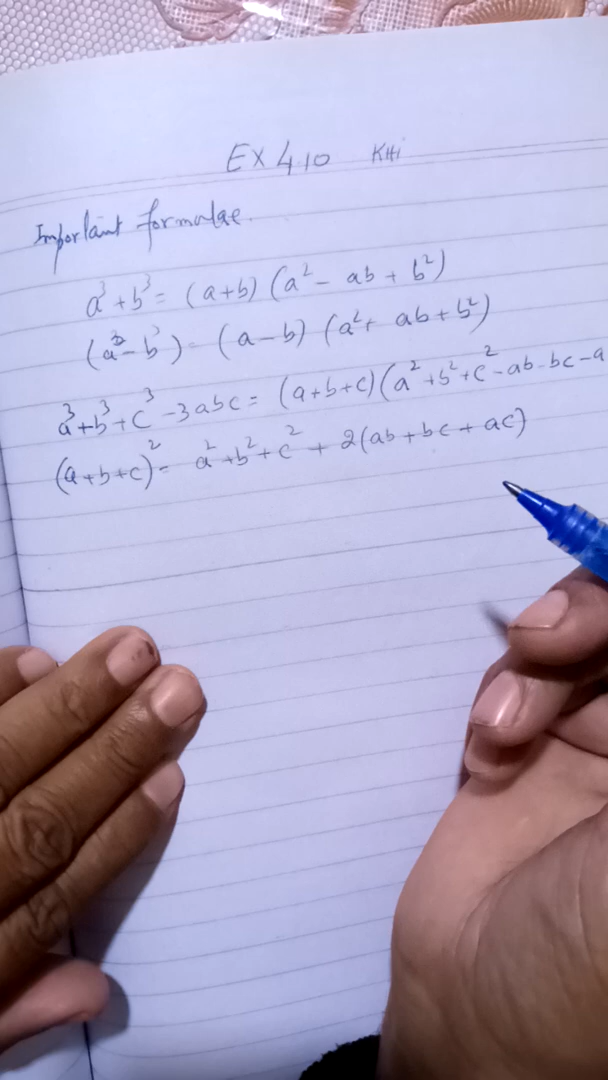 EX 4.10 KHI
Important formulae.
a³ + b³ = (a+b) (a² - ab + b²)
(a³ - b³) = (a-b) (a² + ab + b²)
a³+b³+c³ - 3abc = (a+b+c) (a²+b²+c² - ab - bc - a
(a+b+c)² = a²+b²+c² + 2(ab+bc+ac)